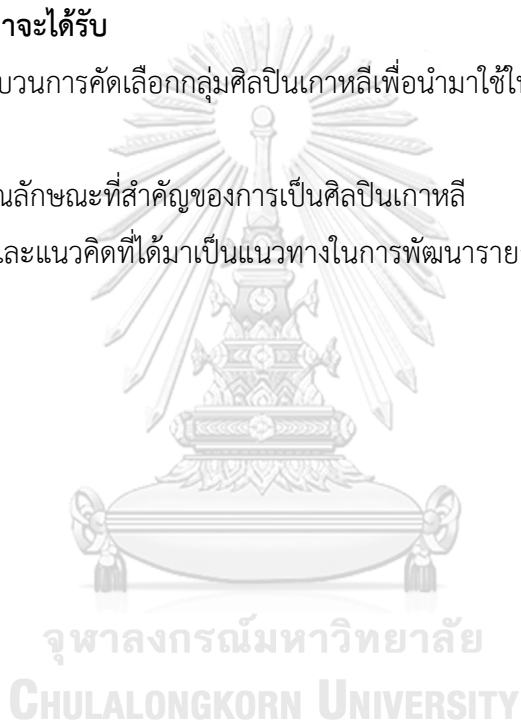 าจะได้รับ
บวนการคัดเลือกกลุ่มศิลปินเกาหลีเพื่อนำมาใช้ใน
ณลักษณะที่สำคัญของการเป็นศิลปินเกาหลี
และแนวคิดที่ได้มาเป็นแนวทางในการพัฒนาราย
จุฬาลงกรณ์มหาวิทยาลัย
CHULALONGKORN UNIVERSITY